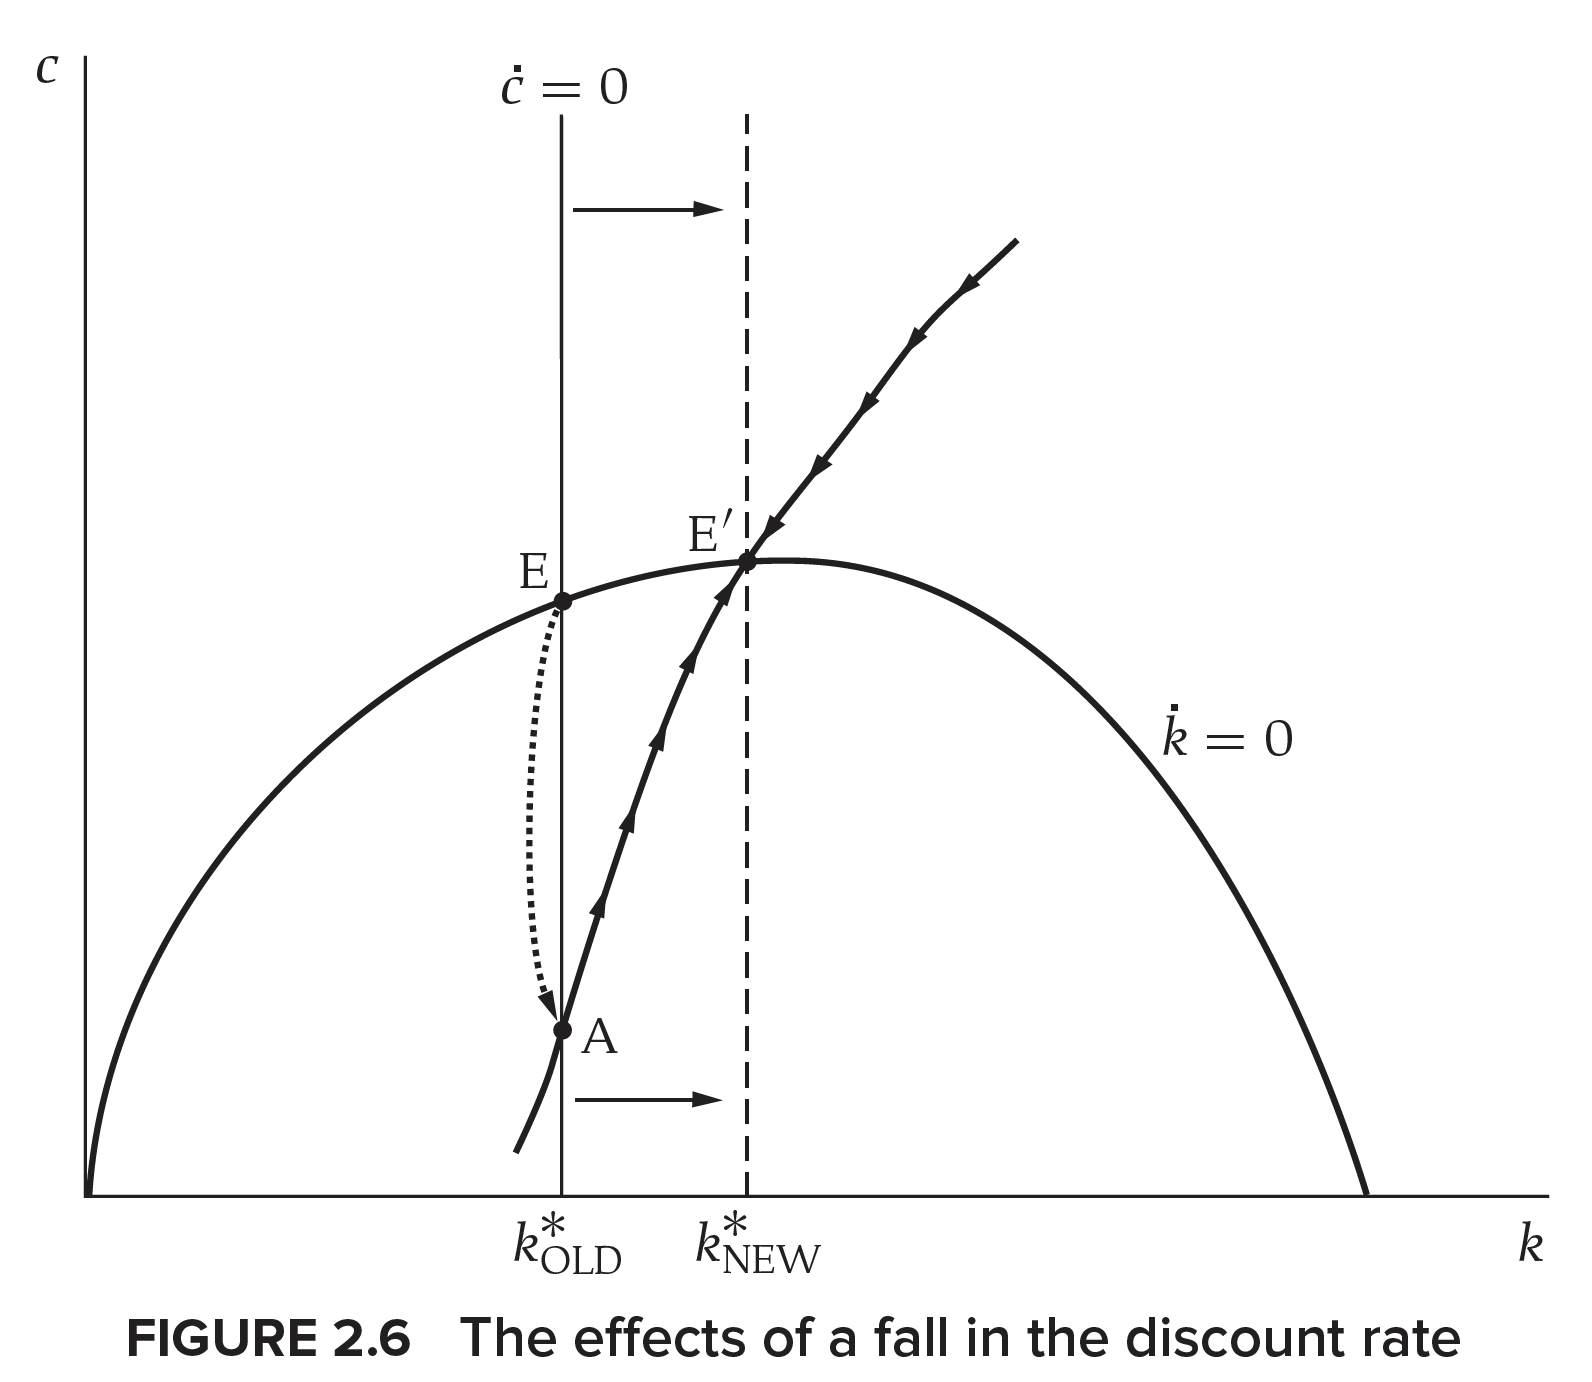 c
ċ = 0
E′
E
k̇ = 0
A
k*OLD
k*NEW
k
FIGURE 2.6 The effects of a fall in the discount rate